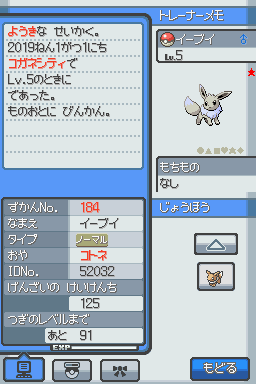 ようきな せいかく。
2019ねん1がつ1にち
コガネシティで
Lv.5のときに
であった。
ものおとに びんかん。
トレーナーメモ
イーブイ ♂
Lv.5
もちもの
なし
じょうほう
ずかんNo. 184
なまえ イーブイ
タイプ ノーマル
おや コトネ
IDNo. 52032
げんざいの けいけんち
125
つぎのレベルまで
あと 91
EXP
もどる